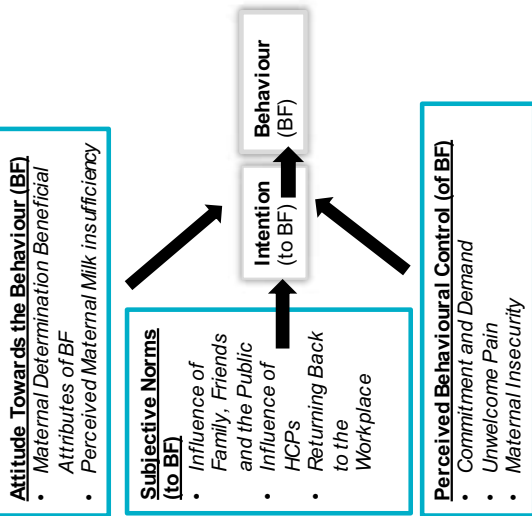 Attitude Towards the Behaviour (BF)
• Maternal Determination Beneficial
Attributes of BF
• Perceived Maternal Milk insufficiency
Subjective Norms
(to BF)
• Influence of
Family, Friends
and the Public
• Influence of
HCPs
• Returning Back
to the
Workplace
Intention
(to BF)
Behaviour
(BF)
Perceived Behavioural Control (of BF)
• Commitment and Demand
• Unwelcome Pain
• Maternal Insecurity